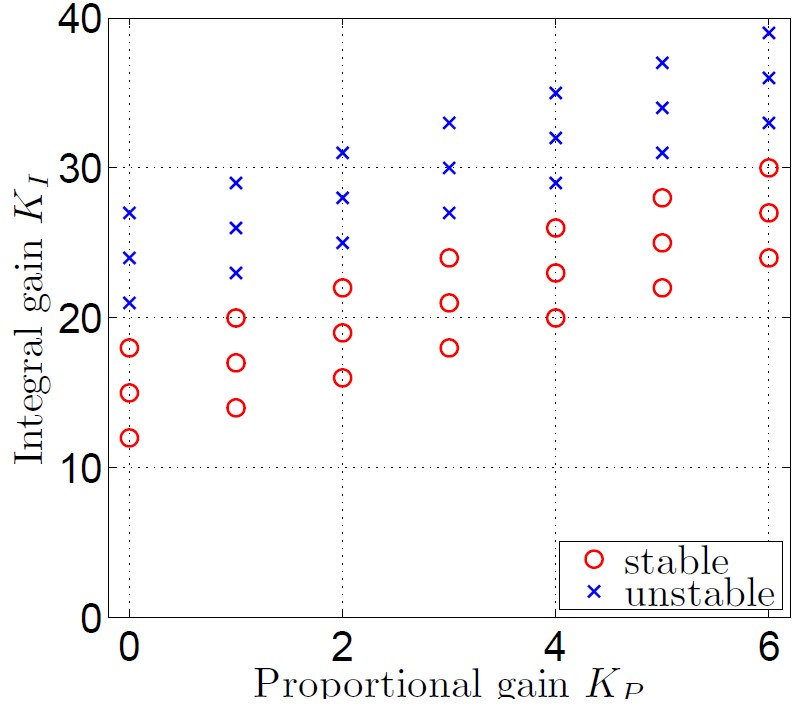 40
30
20
10
0
Integral gain K_I
stable
unstable
0 2 4 6
Proportional gain K_P